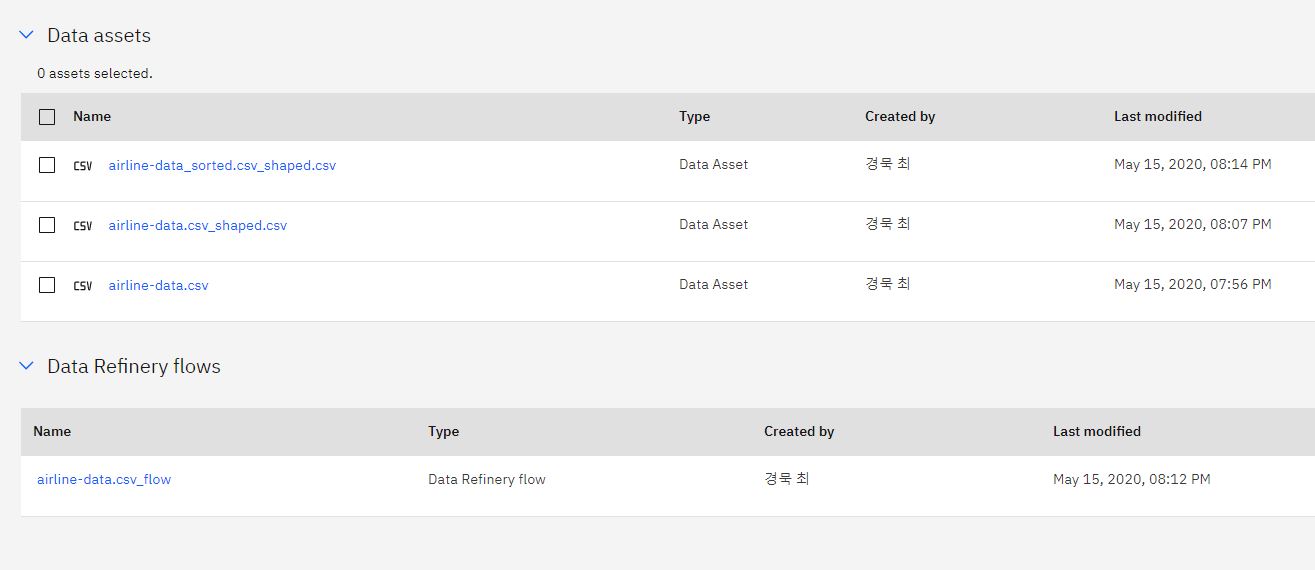 Data assets
0 assets selected.
Name Type Created by Last modified
CSV airline-data_sorted.csv_shaped.csv Data Asset 경묵 최 May 15, 2020, 08:14 PM
CSV airline-data.csv_shaped.csv Data Asset 경묵 최 May 15, 2020, 08:07 PM
CSV airline-data.csv Data Asset 경묵 최 May 15, 2020, 07:56 PM
Data Refinery flows
Name Type Created by Last modified
airline-data.csv_flow Data Refinery flow 경묵 최 May 15, 2020, 08:12 PM